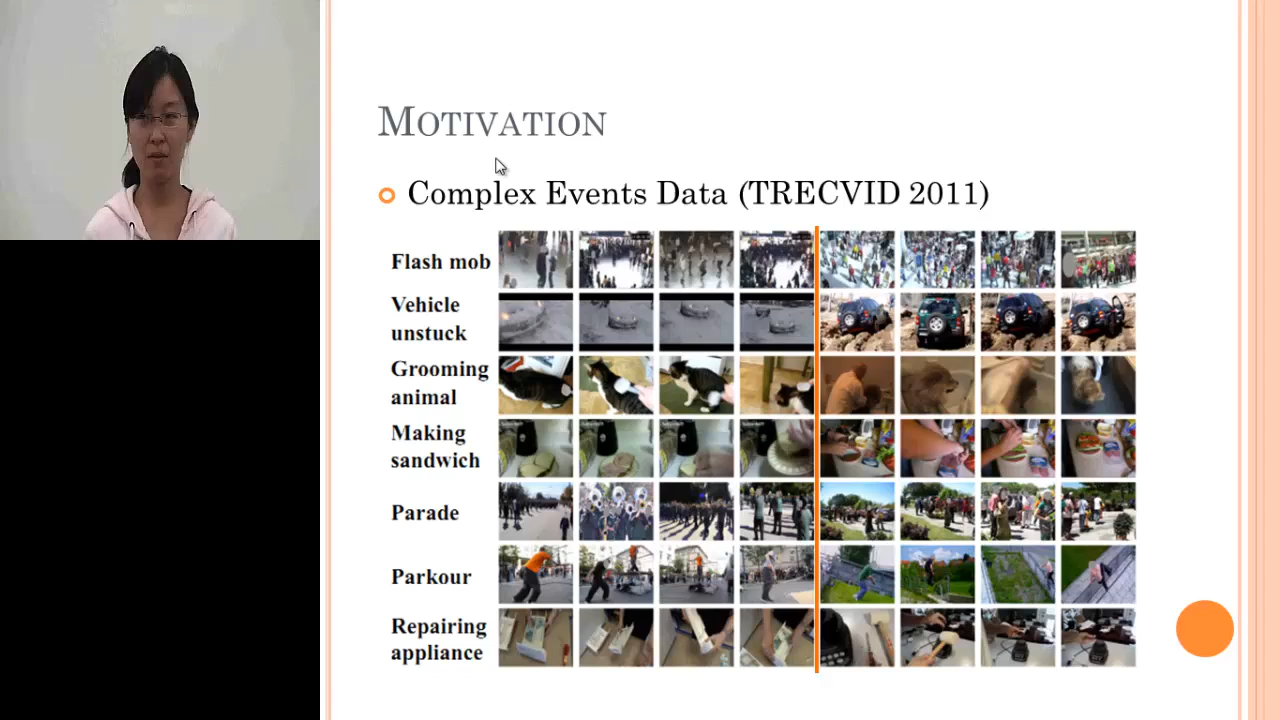 MOTIVATION
Complex Events Data (TRECVID 2011)
Flash mob
Vehicle
unstuck
Grooming
animal
Making
sandwich
Parade
Parkour
Repairing
appliance